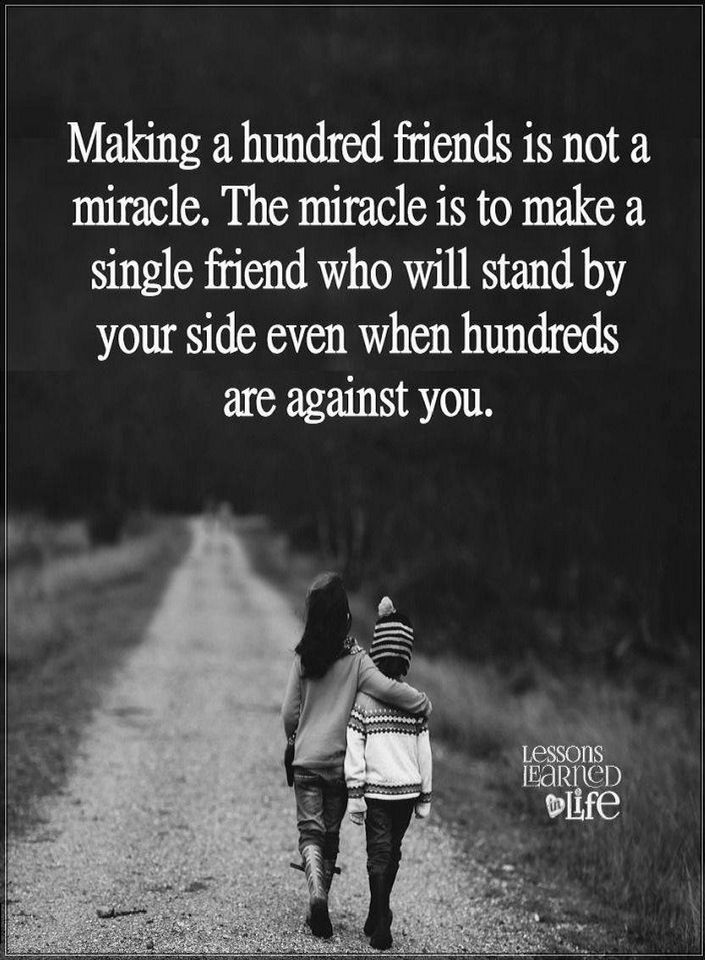 Making a hundred friends is not a
miracle. The miracle is to make a
single friend who will stand by
your side even when hundreds
are against you.
Lessons
LEARNED
in Life